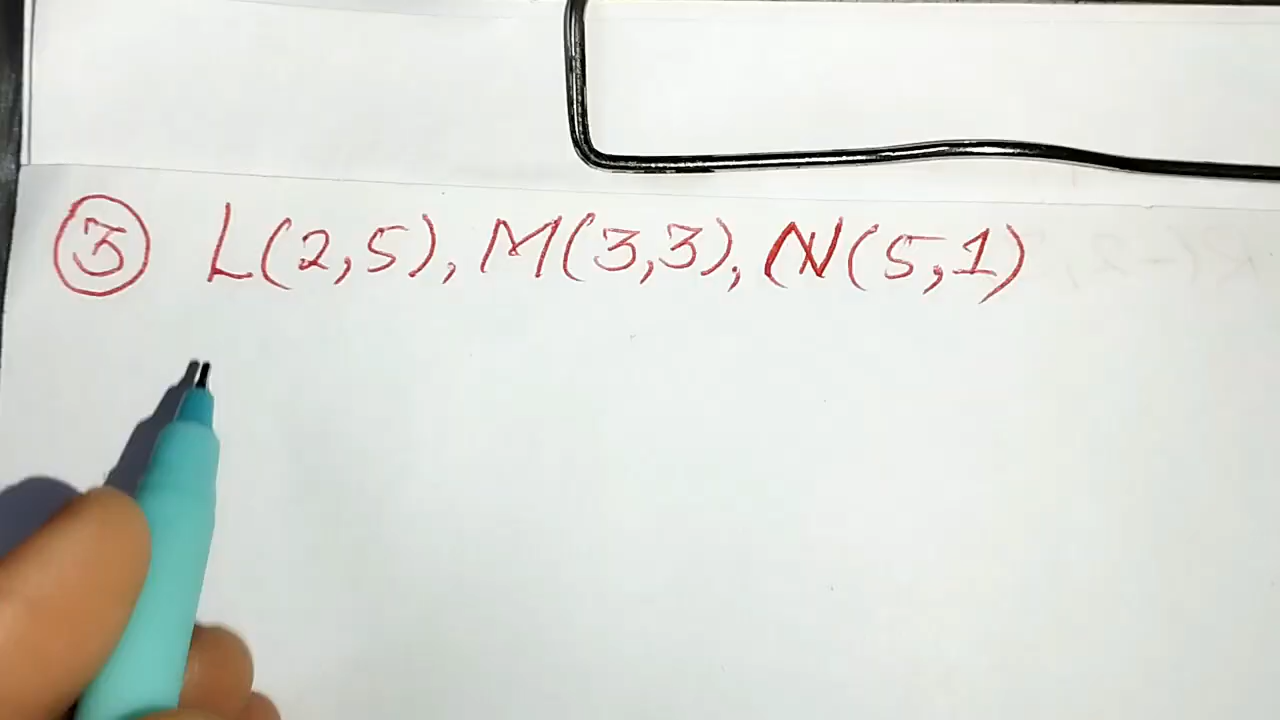 ③ L(2,5), M(3,3), N(5,1)